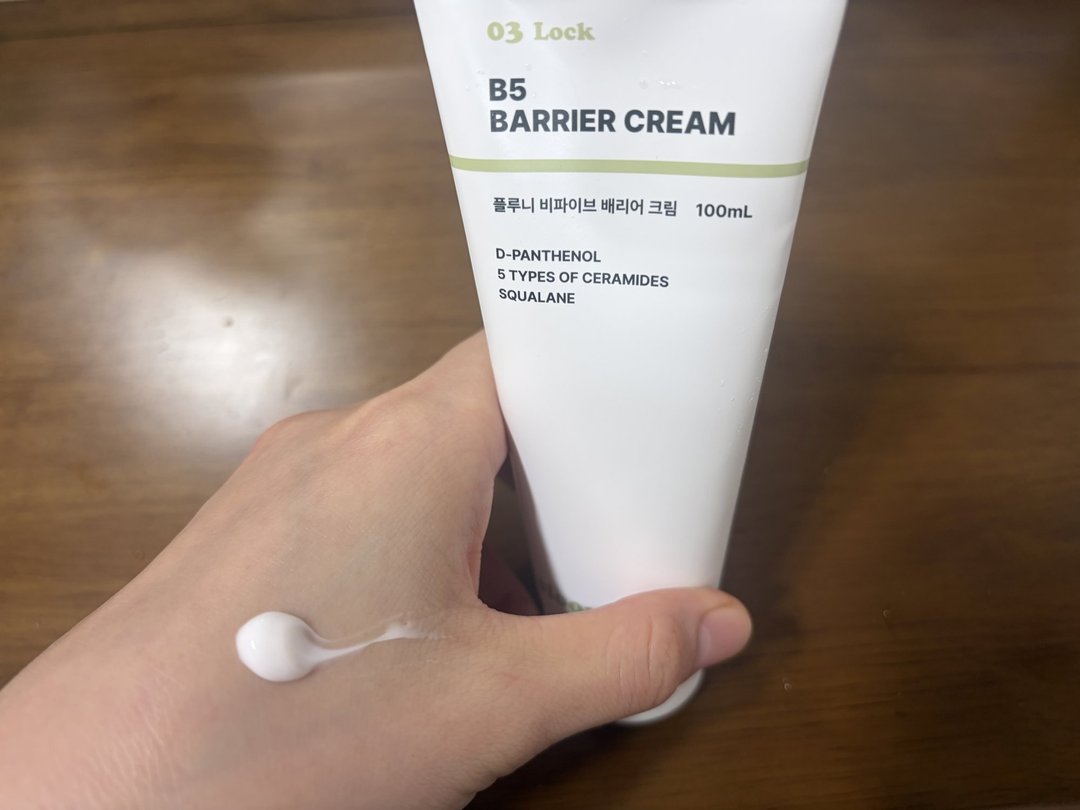 03 Lock
B5
BARRIER CREAM
플루니 비파이브 배리어 크림 100mL
D-PANTHENOL
5 TYPES OF CERAMIDES
SQUALANE